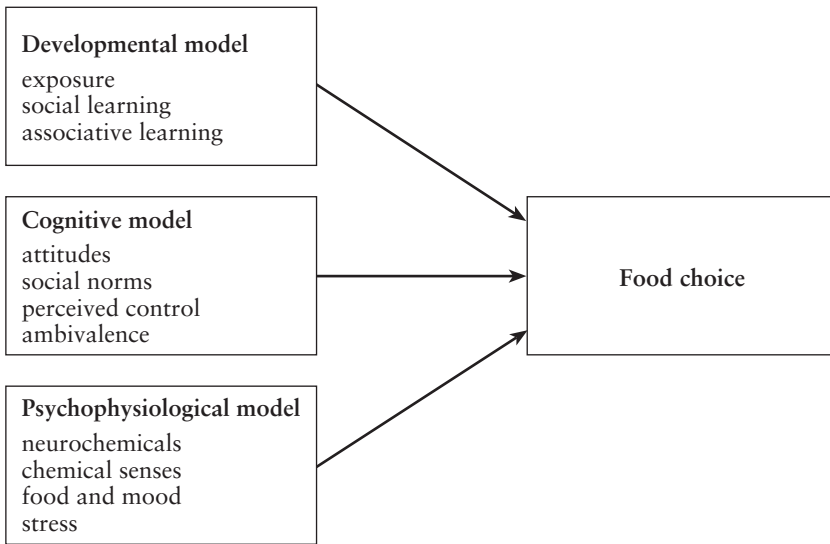 Developmental model
exposure
social learning
associative learning
Cognitive model
attitudes
social norms
perceived control
ambivalence
Food choice
Psychophysiological model
neurochemicals
chemical senses
food and mood
stress